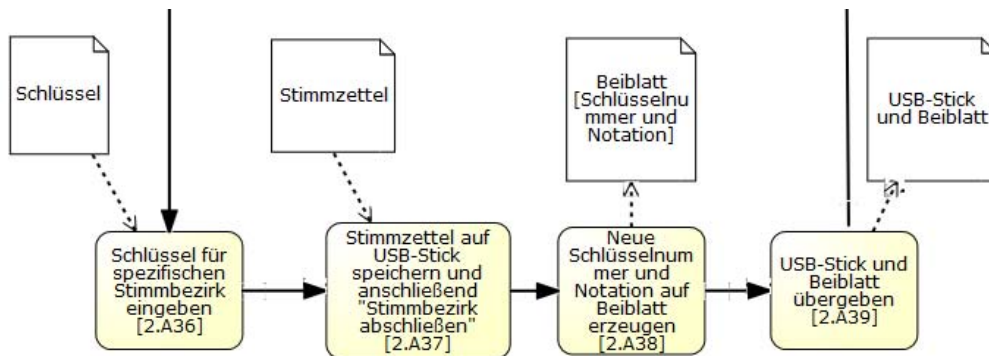 Schlüssel
Stimmzettel
Beiblatt
[Schlüsselnu
mmer und
Notation]
USB-Stick
und Beiblatt
Schlüssel für
spezifischen
Stimmbezirk
eingeben
[2.A36]
Stimmzettel auf
USB-Stick
speichern und
anschließend
"Stimmbezirk
abschließen"
[2.A37]
Neue
Schlüsselnum
mer und
Notation auf
Beiblatt
erzeugen
[2.A38]
USB-Stick und
Beiblatt
übergeben
[2.A39]